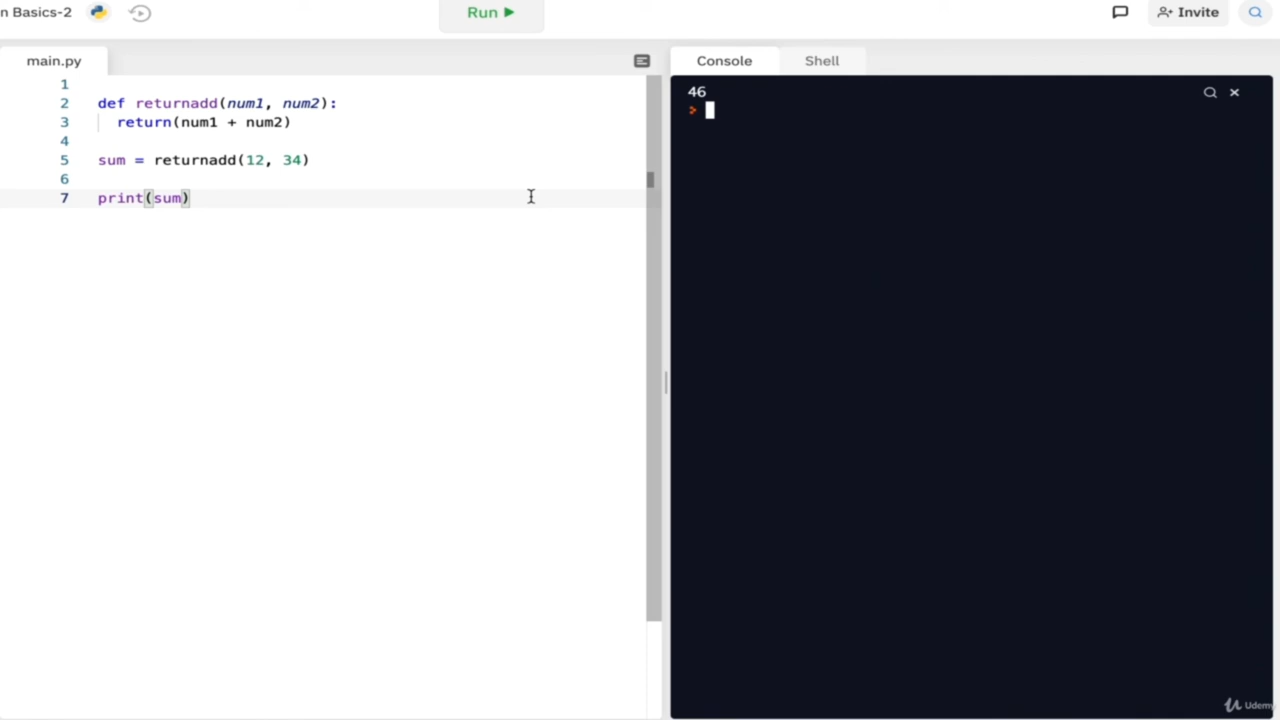 n Basics-2
Run
Invite
main.py
Console
Shell
1
2 def returnadd(num1, num2):
3   return(num1 + num2)
4
5 sum = returnadd(12, 34)
6
7 print(sum)
46
>
Udemy